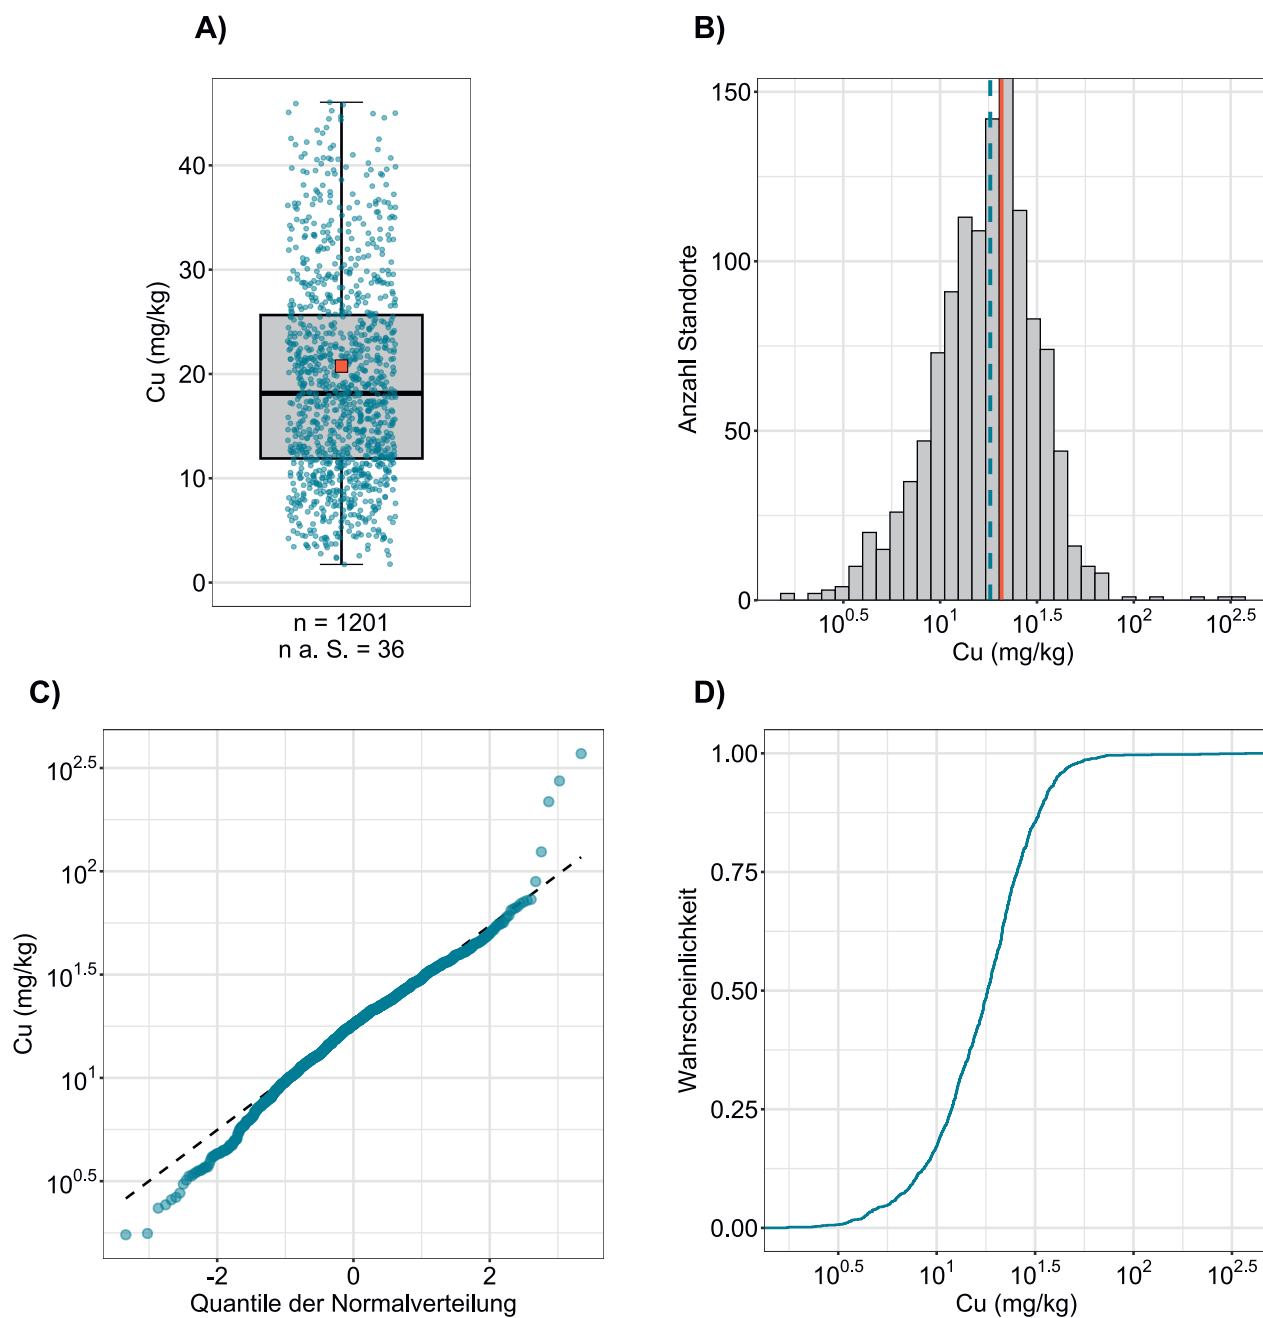 A)
Cu (mg/kg)
40
30
20
10
0
n = 1201
n a. S. = 36
B)
Anzahl Standorte
150
100
50
0
10^0.5
10^1
10^1.5
10^2
10^2.5
Cu (mg/kg)
C)
Cu (mg/kg)
10^2.5
10^2
10^1.5
10^1
10^0.5
-2
0
2
Quantile der Normalverteilung
D)
Wahrscheinlichkeit
1.00
0.75
0.50
0.25
0.00
10^0.5
10^1
10^1.5
10^2
10^2.5
Cu (mg/kg)